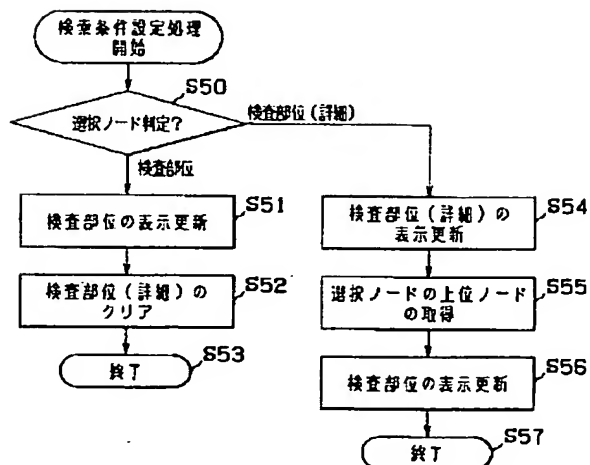 検索条件設定処理
開始
S50
選択ノード判定?
検査部位(詳細)
検査部位
S51
検査部位の表示更新
S52
検査部位(詳細)の
クリア
S53
終了
S54
検査部位(詳細)の
表示更新
S55
選択ノードの上位ノード
の取得
S56
検査部位の表示更新
S57
終了